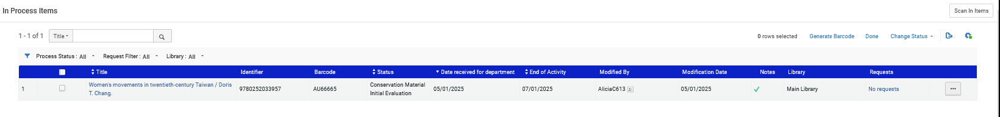 In Process Items
Scan In Items
1 - 1 of 1 Title
0 rows selected Generate Barcode Done Change Status
Process Status : All Request Filter : All Library : All
Title Identifier Barcode Status Date received for department End of Activity Modified By Modification Date Notes Library Requests
1 Women's movements in twentieth-century Taiwan / Doris T. Chang. 9780252033957 AU66665 Conservation Material Initial Evaluation 05/01/2025 07/01/2025 AliciaC613 05/01/2025 Main Library No requests